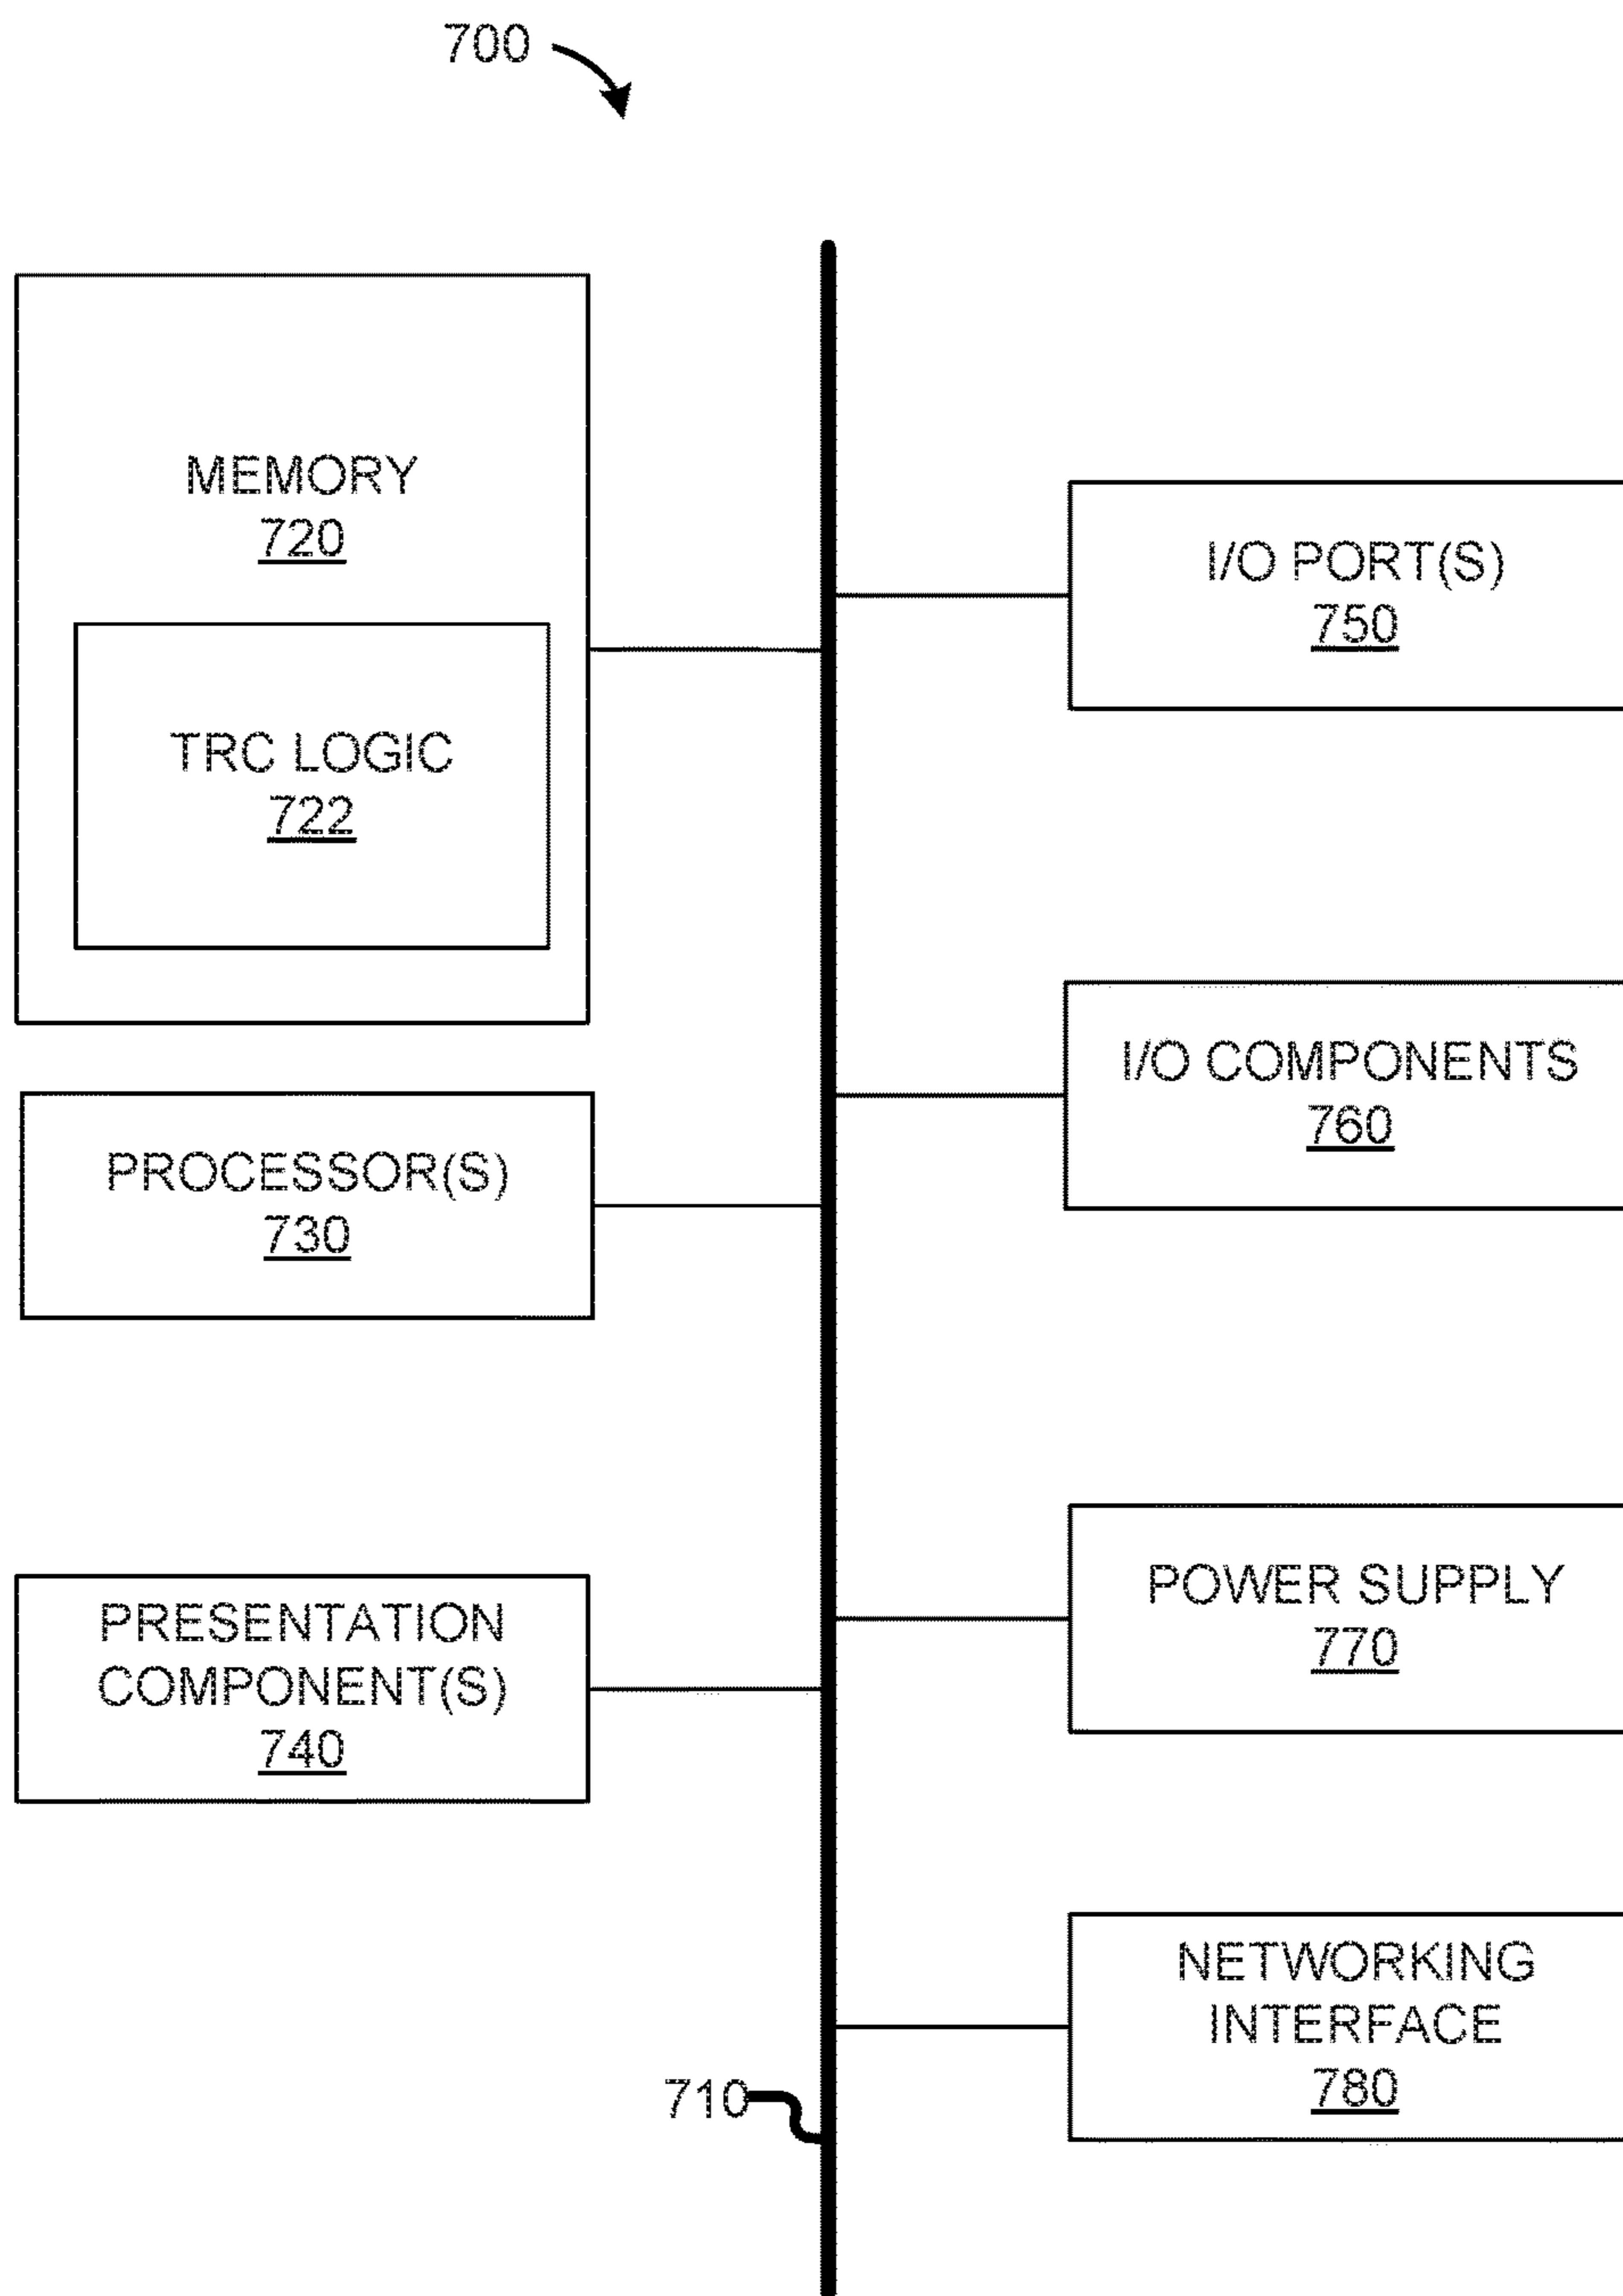 700
MEMORY
720
TRC LOGIC
722
PROCESSOR(S)
730
PRESENTATION
COMPONENT(S)
740
I/O PORT(S)
750
I/O COMPONENTS
760
POWER SUPPLY
770
NETWORKING
INTERFACE
780
710